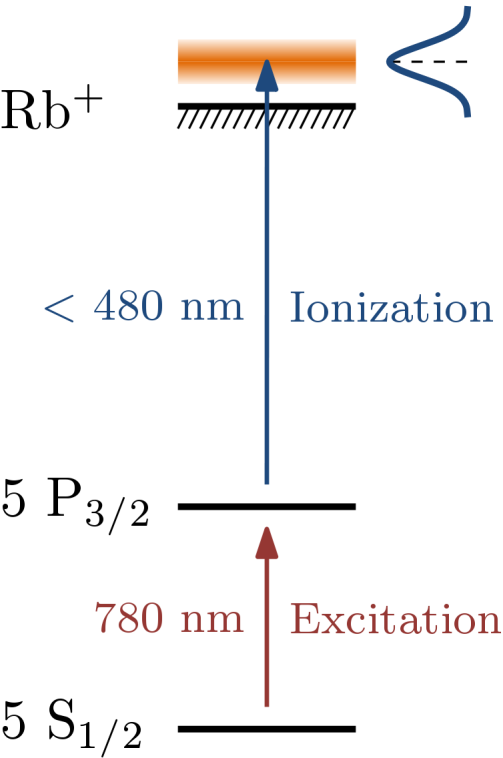 Rb⁺
< 480 nm Ionization
5 P₃/₂
780 nm Excitation
5 S₁/₂